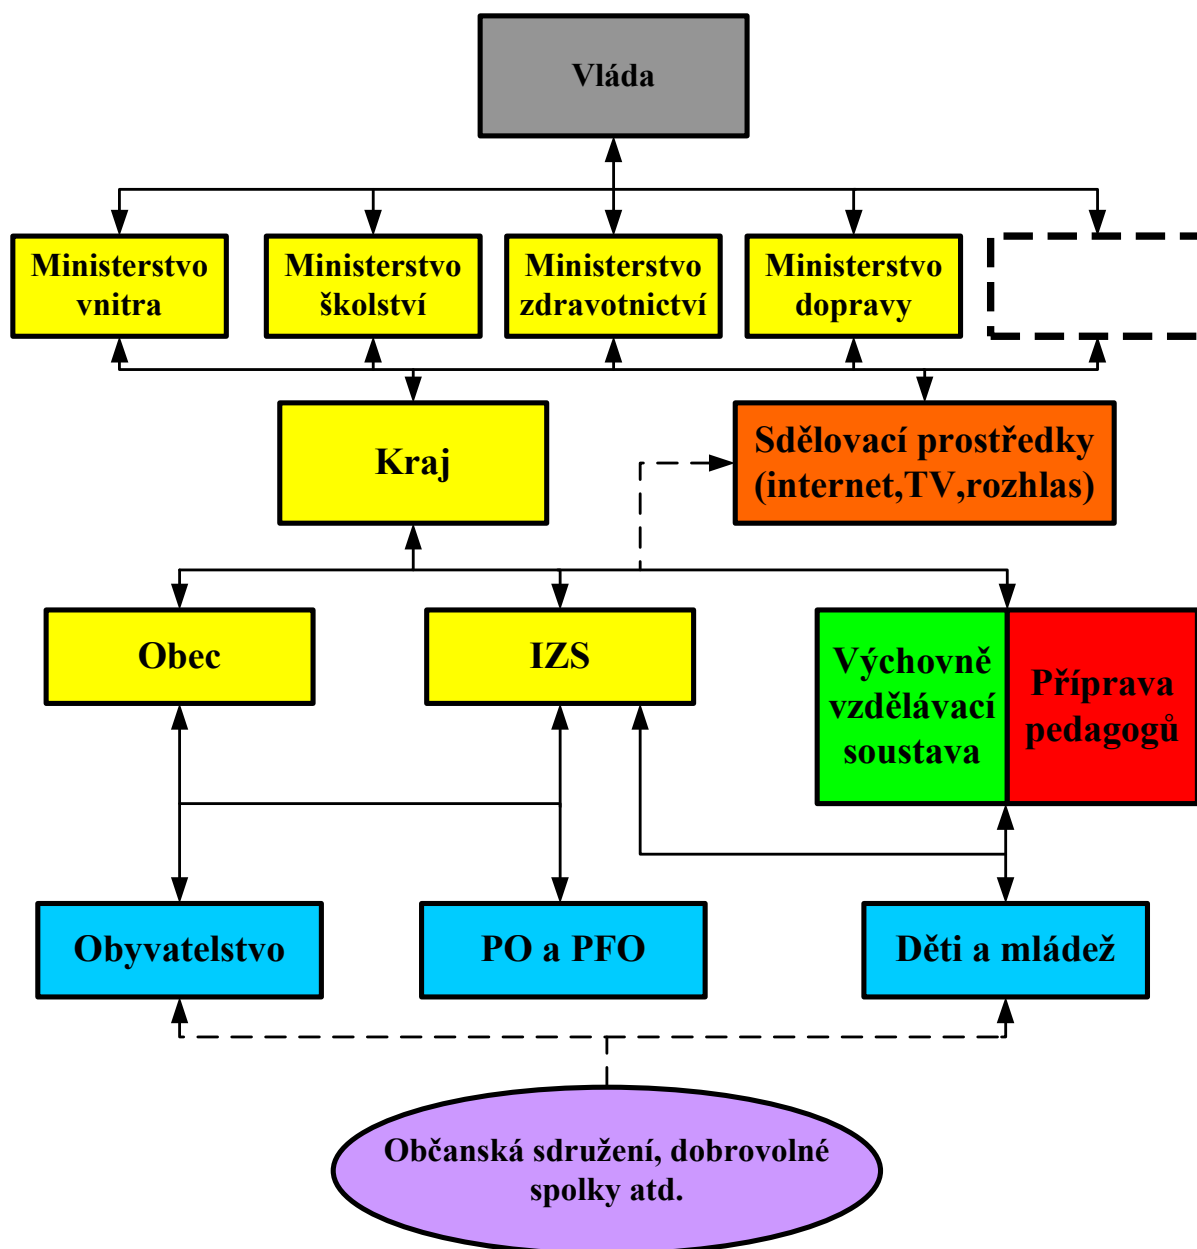 Vláda
Ministerstvo
vnitra
Ministerstvo
školství
Ministerstvo
zdravotnictví
Ministerstvo
dopravy
Kraj
Sdělovací prostředky
(internet,TV,rozhlas)
Obec
IZS
Výchovně
vzdělávací
soustava
Příprava
pedagogů
Obyvatelstvo
PO a PFO
Děti a mládež
Občanská sdružení, dobrovolné
spolky atd.